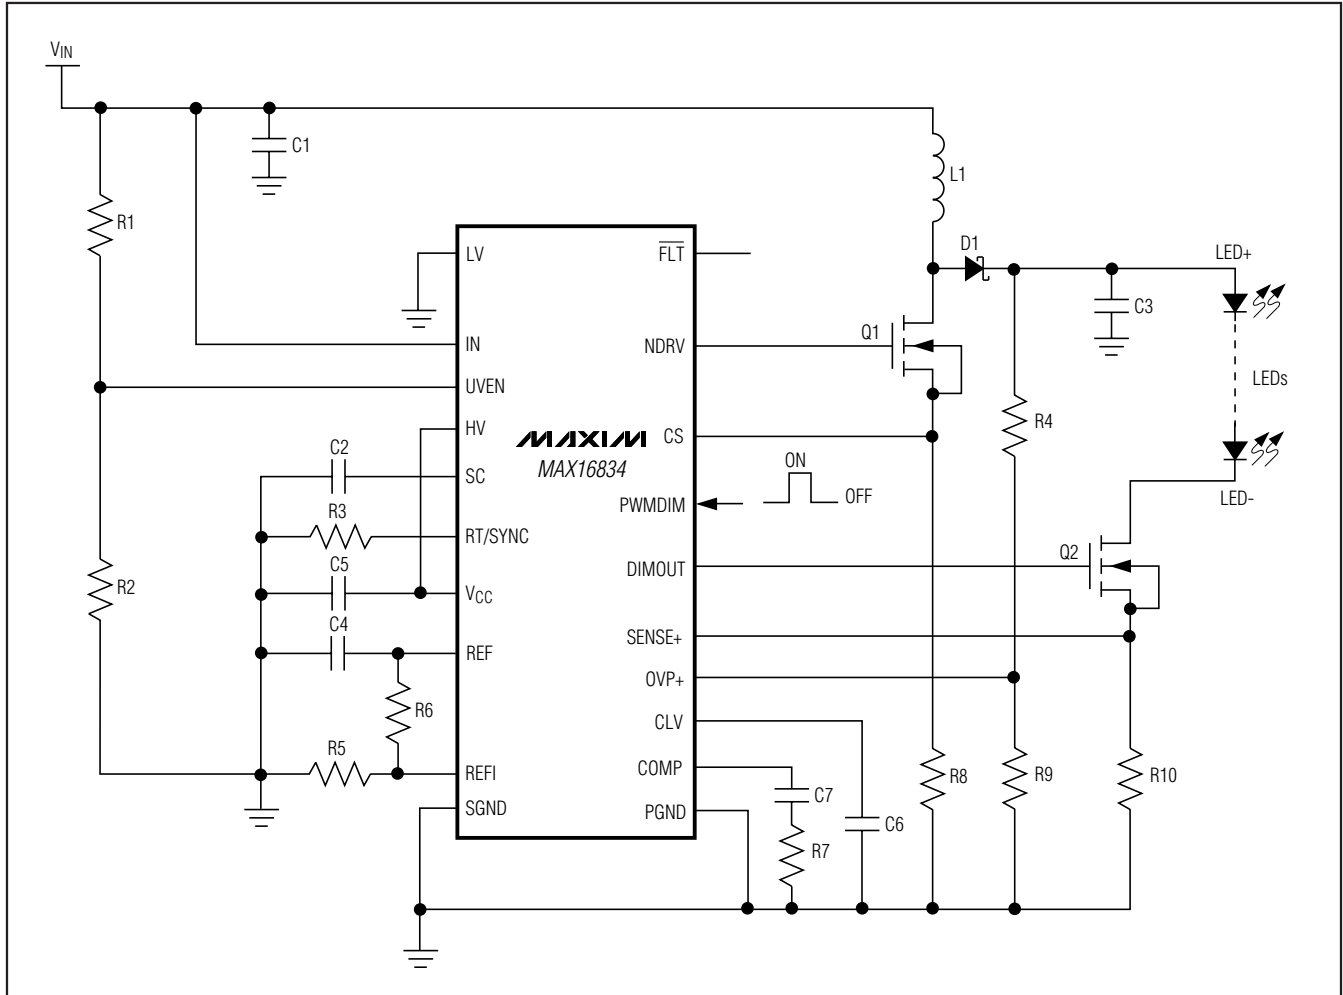 VIN
C1
R1
L1
D1
LED+
LV
FLT
C3
Q1
IN
NDRV
LEDs
UVEN
R4
HV
MAXIM
CS
C2
MAX16834
ON
SC
PWMDIM
OFF
LED-
R3
RT/SYNC
Q2
C5
DIMOUT
R2
VCC
C4
SENSE+
REF
OVP+
R6
CLV
R5
REFI
COMP
R8
R9
R10
C7
SGND
PGND
C6
R7